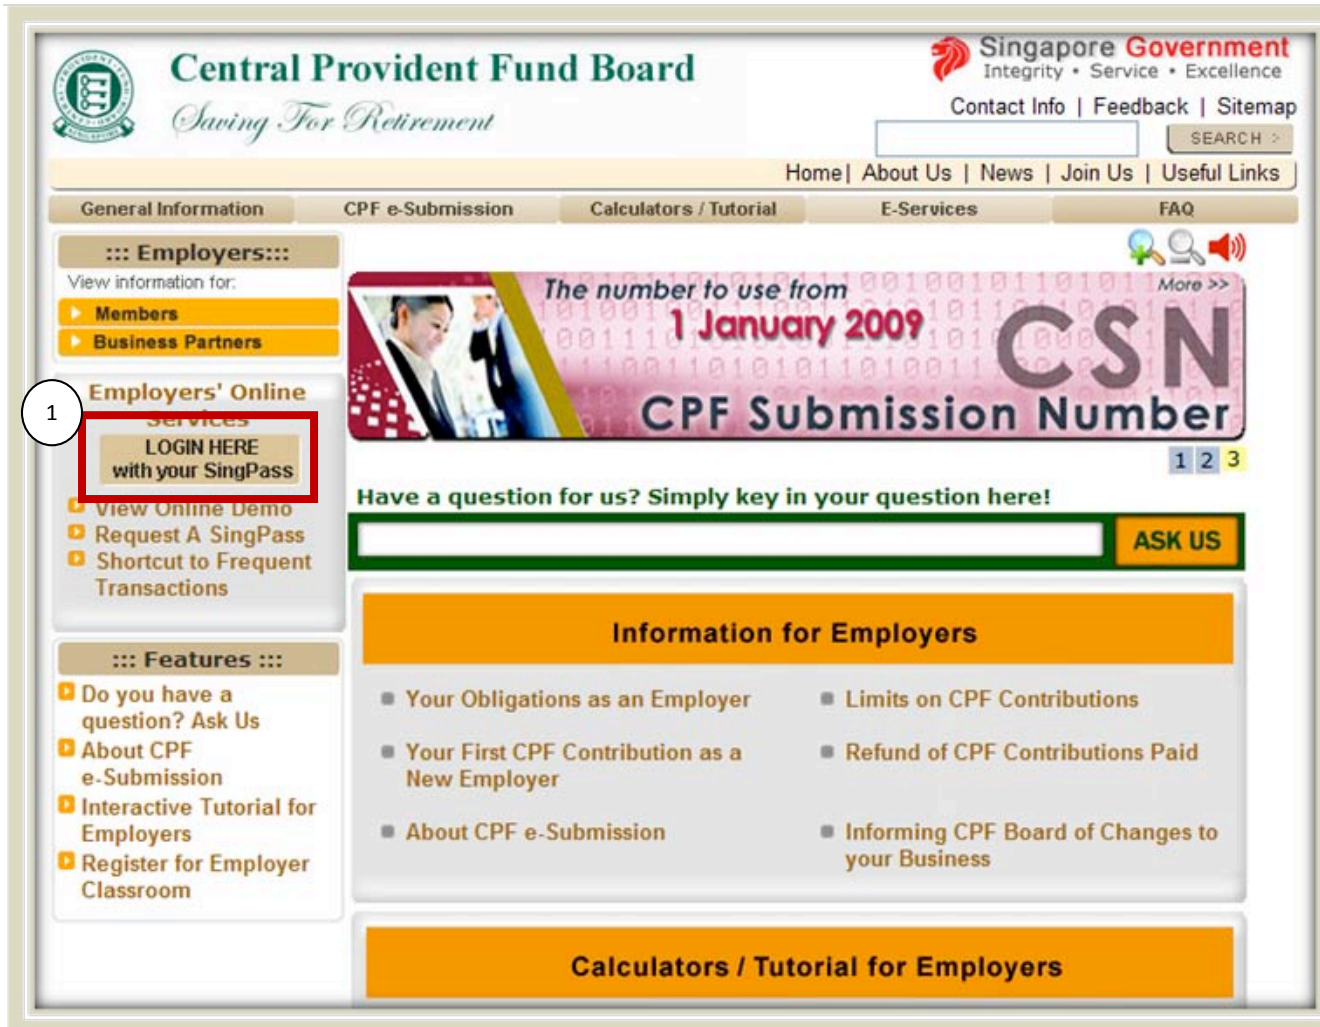 Central Provident Fund Board
Saving For Retirement
Singapore Government
Integrity • Service • Excellence
Contact Info | Feedback | Sitemap
SEARCH >
Home| About Us | News | Join Us | Useful Links
General Information CPF e-Submission Calculators / Tutorial E-Services FAQ
::: Employers:::
View information for:
Members
Business Partners
The number to use from
1 January 2009
More >>
CSN
CPF Submission Number
1 2 3
1
Employers' Online
Services
LOGIN HERE
with your SingPass
View Online Demo
Request A SingPass
Shortcut to Frequent
Transactions
Have a question for us? Simply key in your question here!
ASK US
::: Features :::
Do you have a
question? Ask Us
About CPF
e-Submission
Interactive Tutorial for
Employers
Register for Employer
Classroom
Information for Employers
Your Obligations as an Employer
Limits on CPF Contributions
Your First CPF Contribution as a
New Employer
Refund of CPF Contributions Paid
About CPF e-Submission
Informing CPF Board of Changes to
your Business
Calculators / Tutorial for Employers